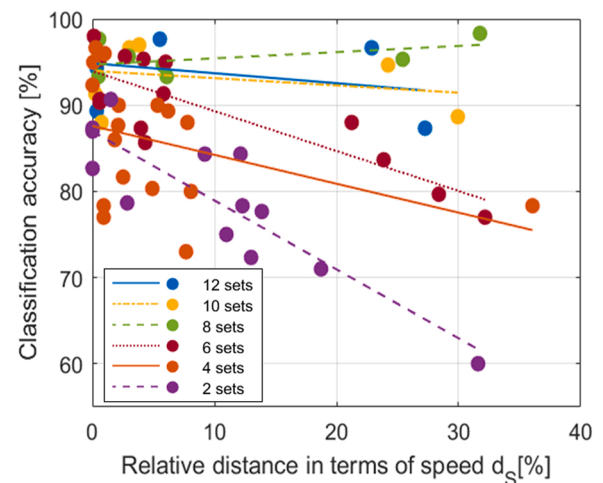 100
90
80
70
60
Classification accuracy [%]
12 sets
10 sets
8 sets
6 sets
4 sets
2 sets
0 10 20 30 40
Relative distance in terms of speed dS[%]